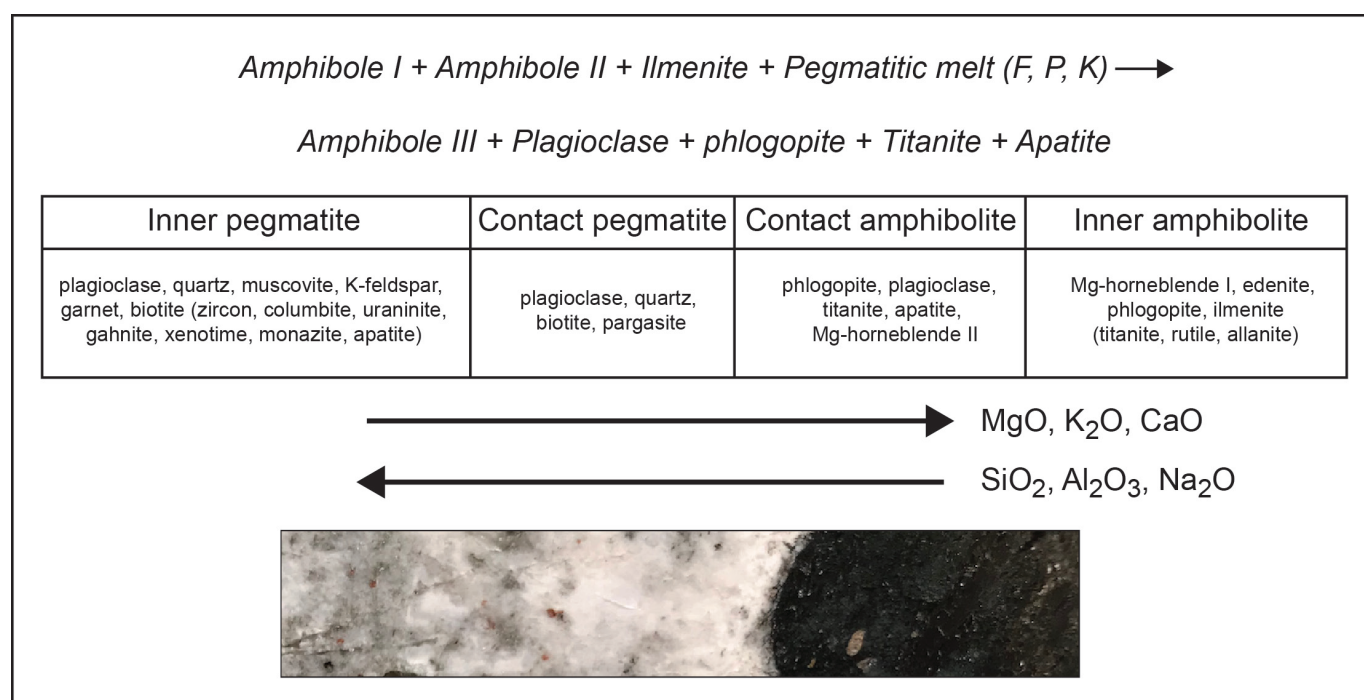 Amphibole I + Amphibole II + Ilmenite + Pegmatitic melt (F, P, K) ⟶
Amphibole III + Plagioclase + phlogopite + Titanite + Apatite
Inner pegmatite
plagioclase, quartz, muscovite, K-feldspar,
garnet, biotite (zircon, columbite, uraninite,
gahnite, xenotime, monazite, apatite)
Contact pegmatite
plagioclase, quartz,
biotite, pargasite
Contact amphibolite
phlogopite, plagioclase,
titanite, apatite,
Mg-horneblende II
Inner amphibolite
Mg-horneblende I, edenite,
phlogopite, ilmenite
(titanite, rutile, allanite)
MgO, K₂O, CaO
SiO₂, Al₂O₃, Na₂O